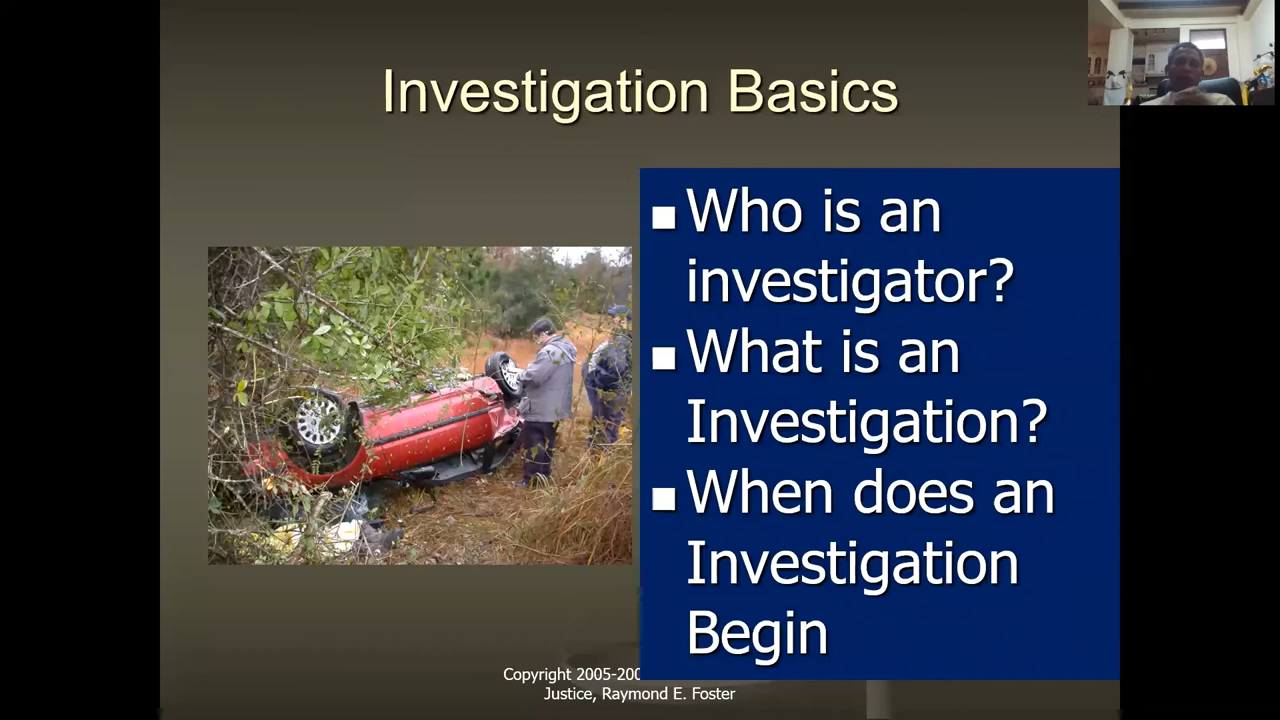 Investigation Basics
Who is an
investigator?
What is an
Investigation?
When does an
Investigation
Begin
Copyright 2005-200
Justice, Raymond E. Foster